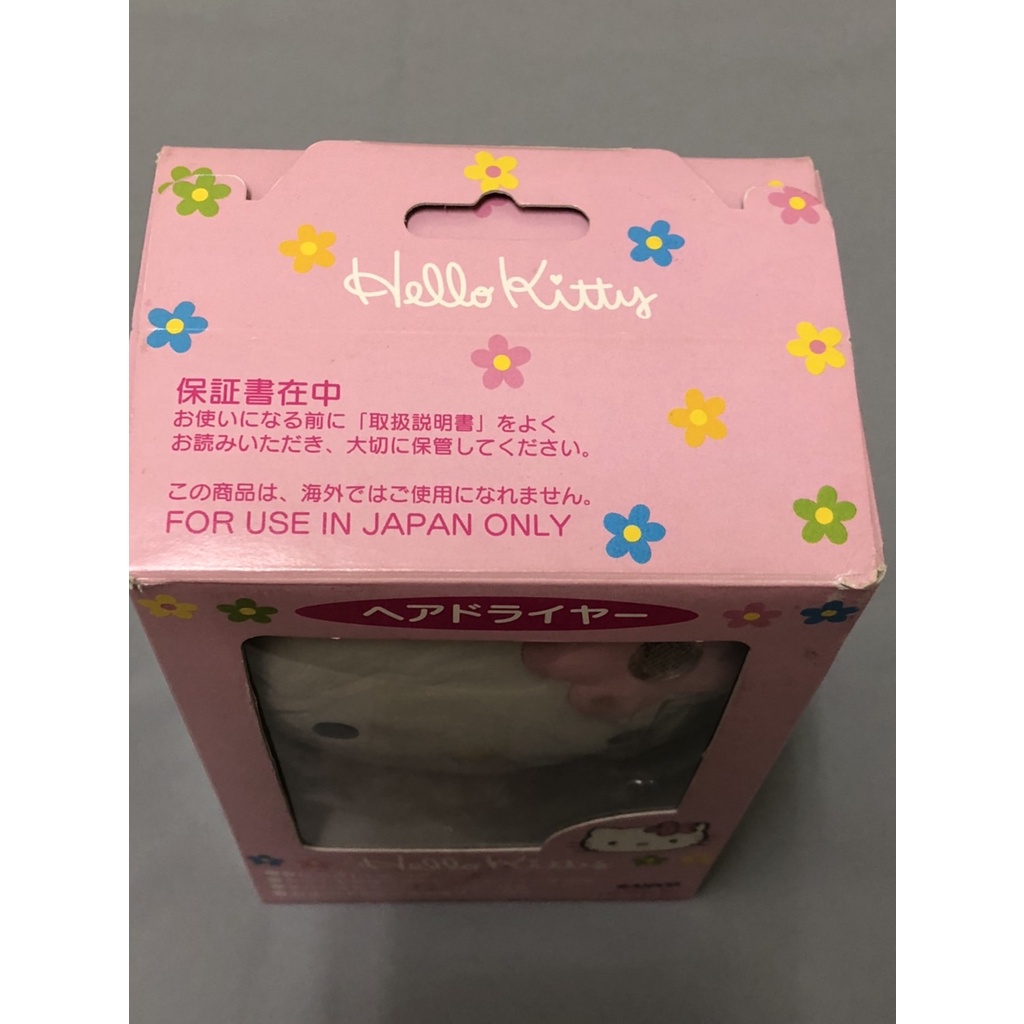 Hello Kitty
保証書在中
お使いになる前に「取扱説明書」をよく
お読みいただき、大切に保管してください。
この商品は、海外ではご使用になれません。
FOR USE IN JAPAN ONLY
ヘアドライヤー
Hello Kitty